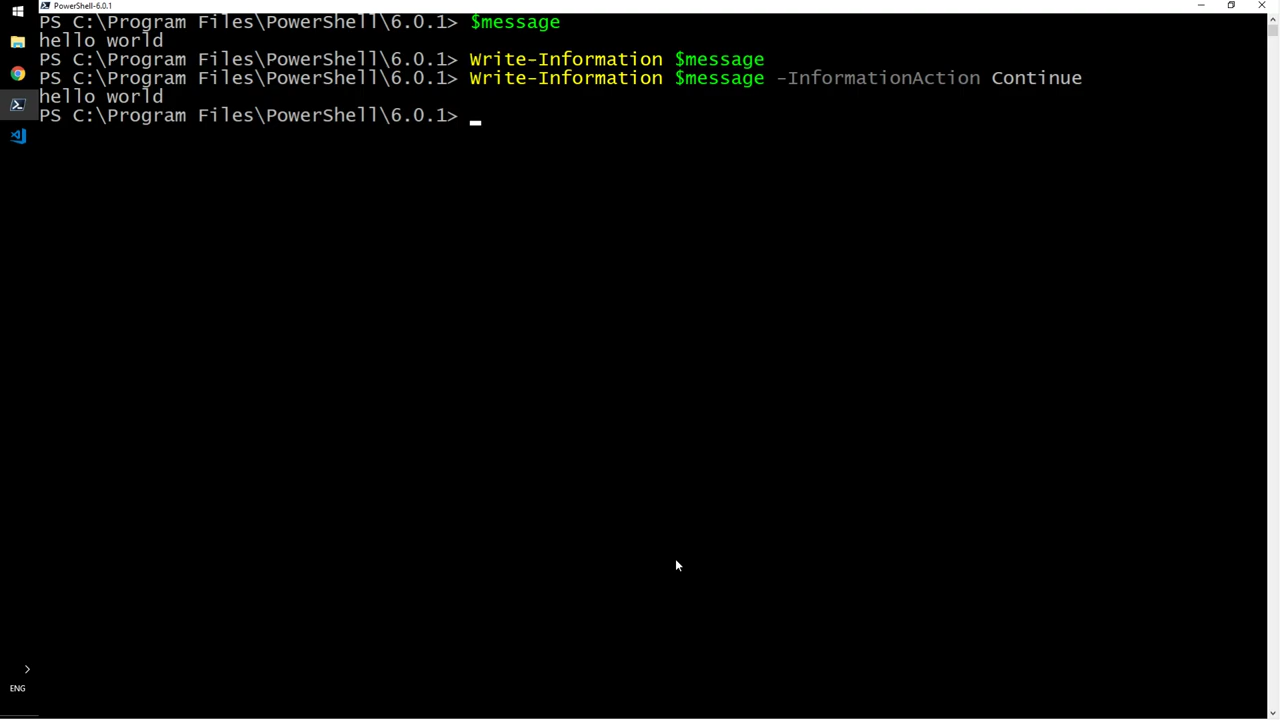 PowerShell-6.0.1
PS C:\Program Files\PowerShell\6.0.1> $message
hello world
PS C:\Program Files\PowerShell\6.0.1> Write-Information $message
PS C:\Program Files\PowerShell\6.0.1> Write-Information $message -InformationAction Continue
hello world
PS C:\Program Files\PowerShell\6.0.1>
ENG